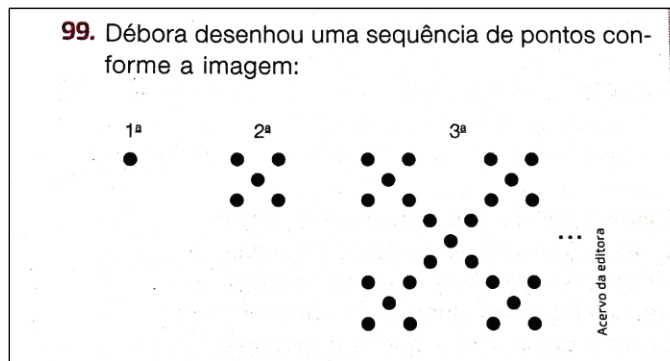 99. Débora desenhou uma sequência de pontos con-
forme a imagem:
1ª
2ª
3ª
...
Acervo da editora